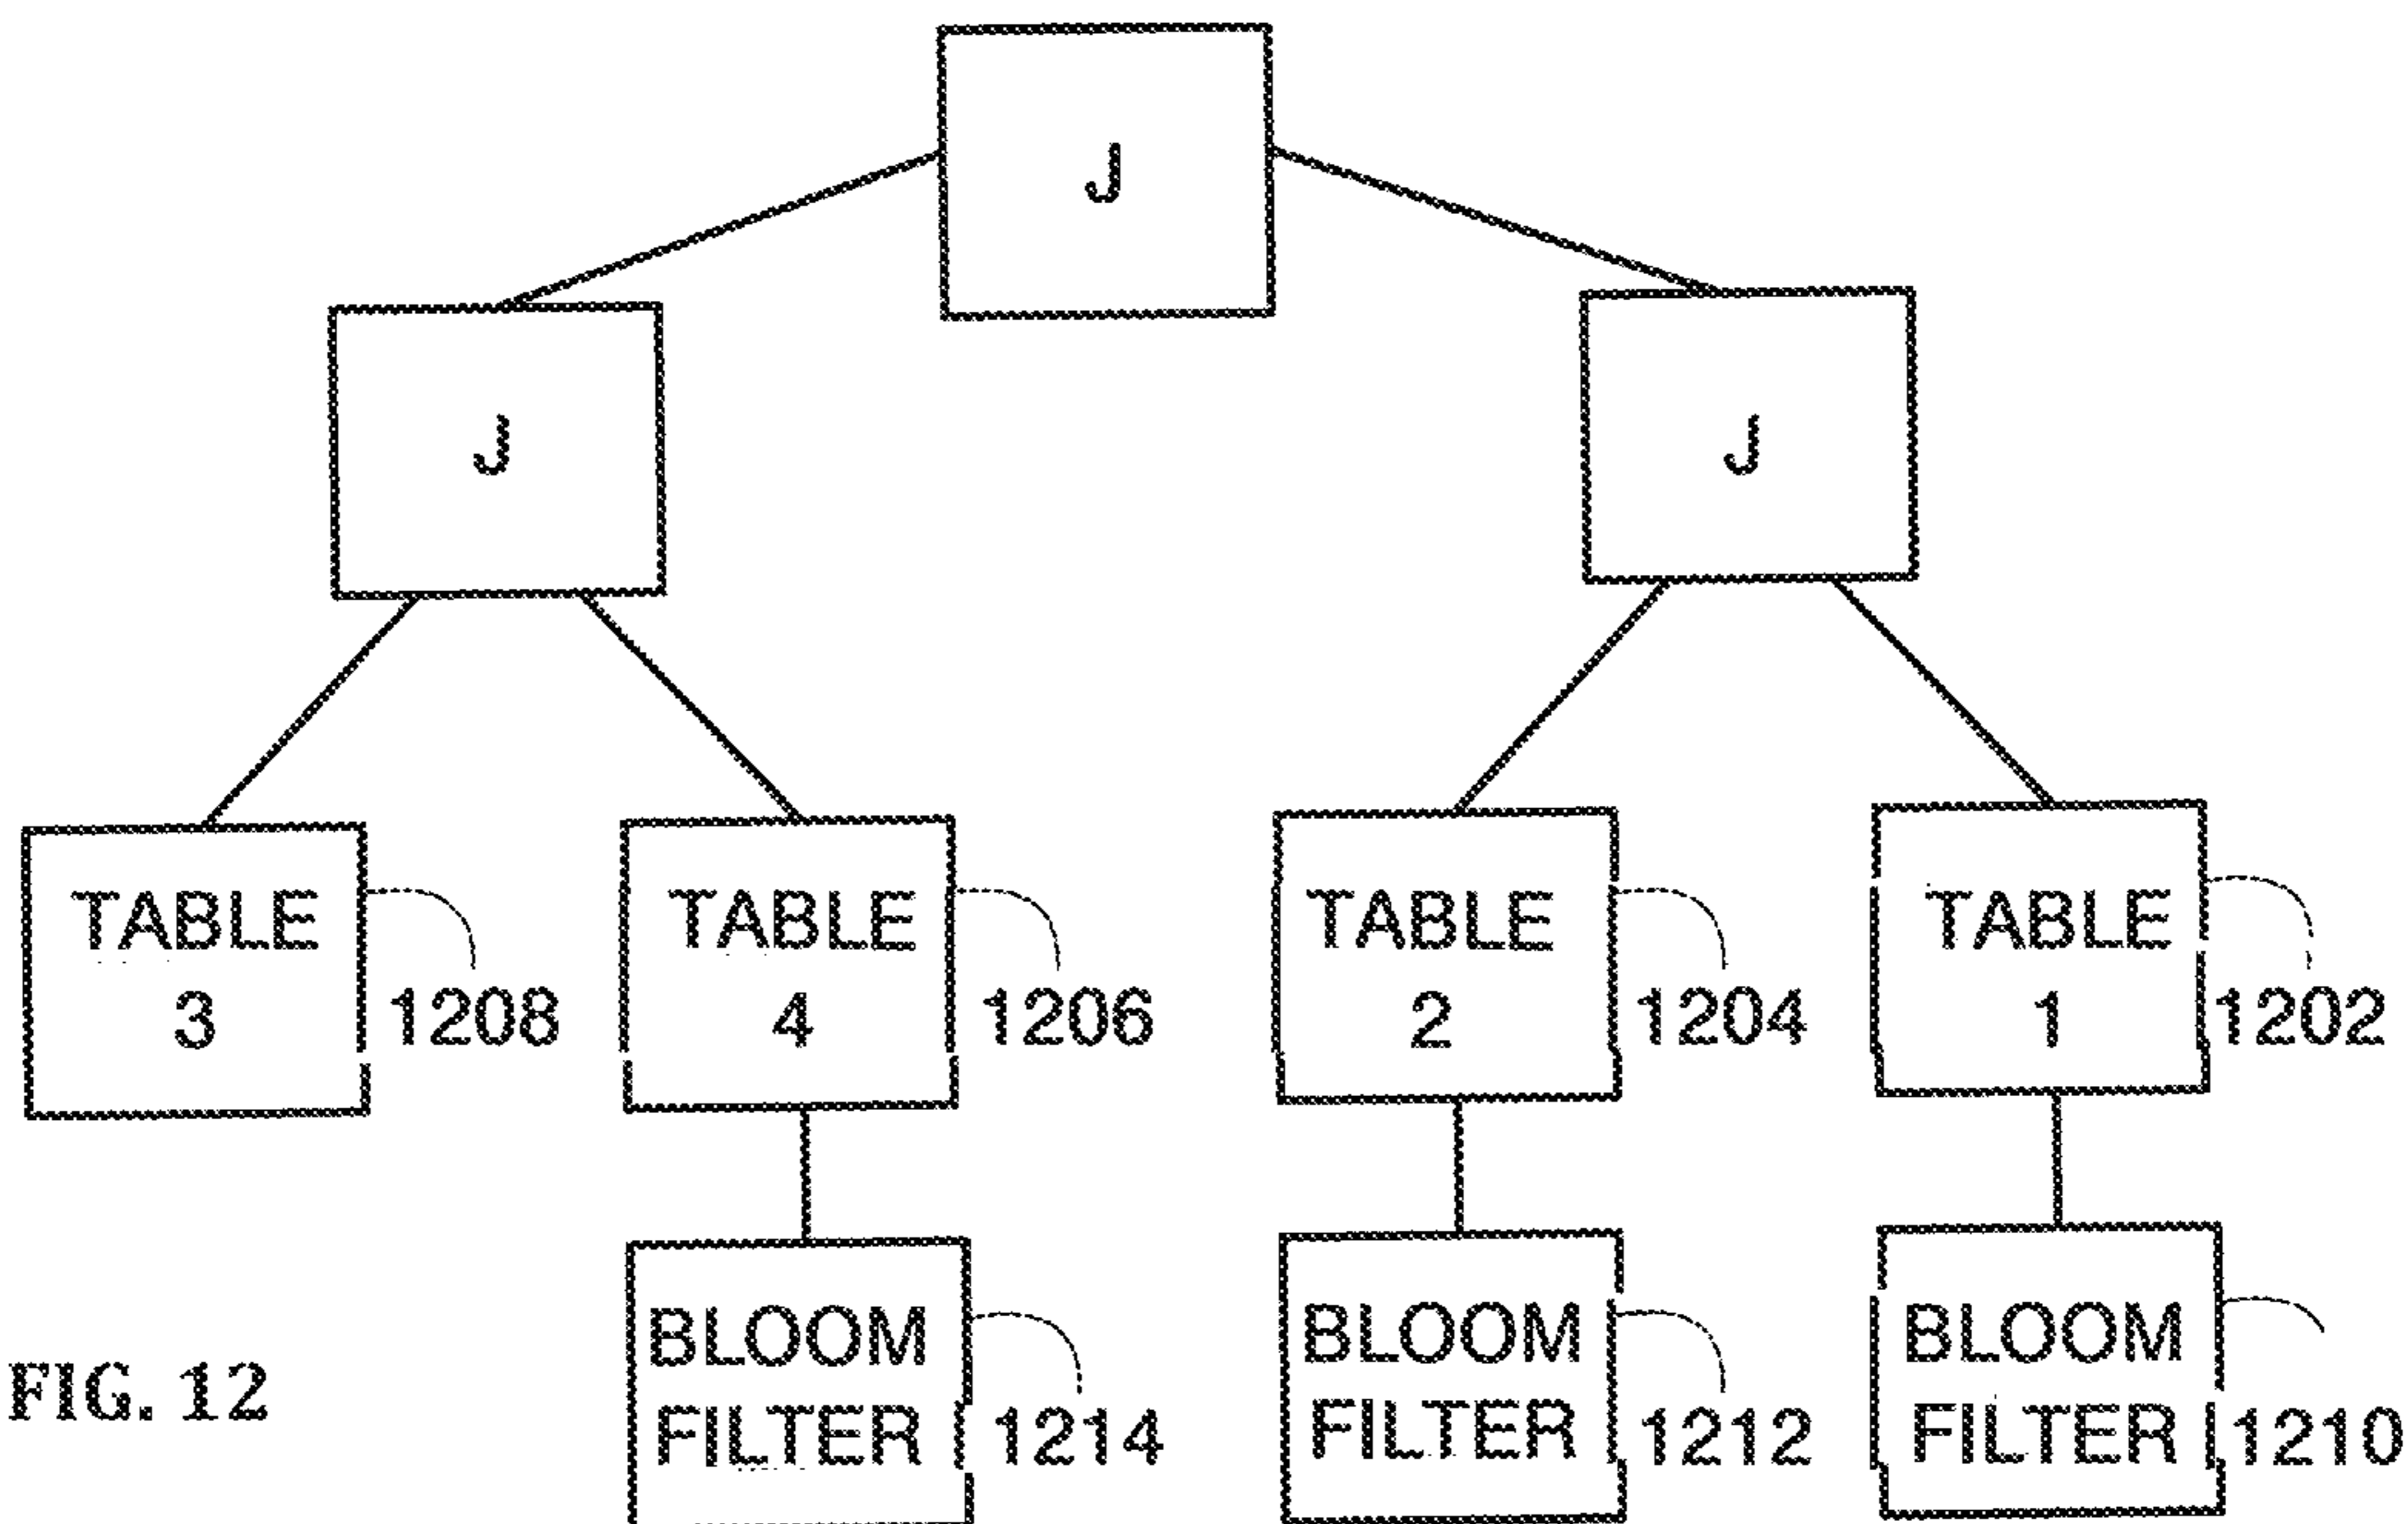 J
J
J
TABLE
3
1208
TABLE
4
1206
TABLE
2
1204
TABLE
1
1202
BLOOM
FILTER
1214
BLOOM
FILTER
1212
BLOOM
FILTER
1210
FIG. 12